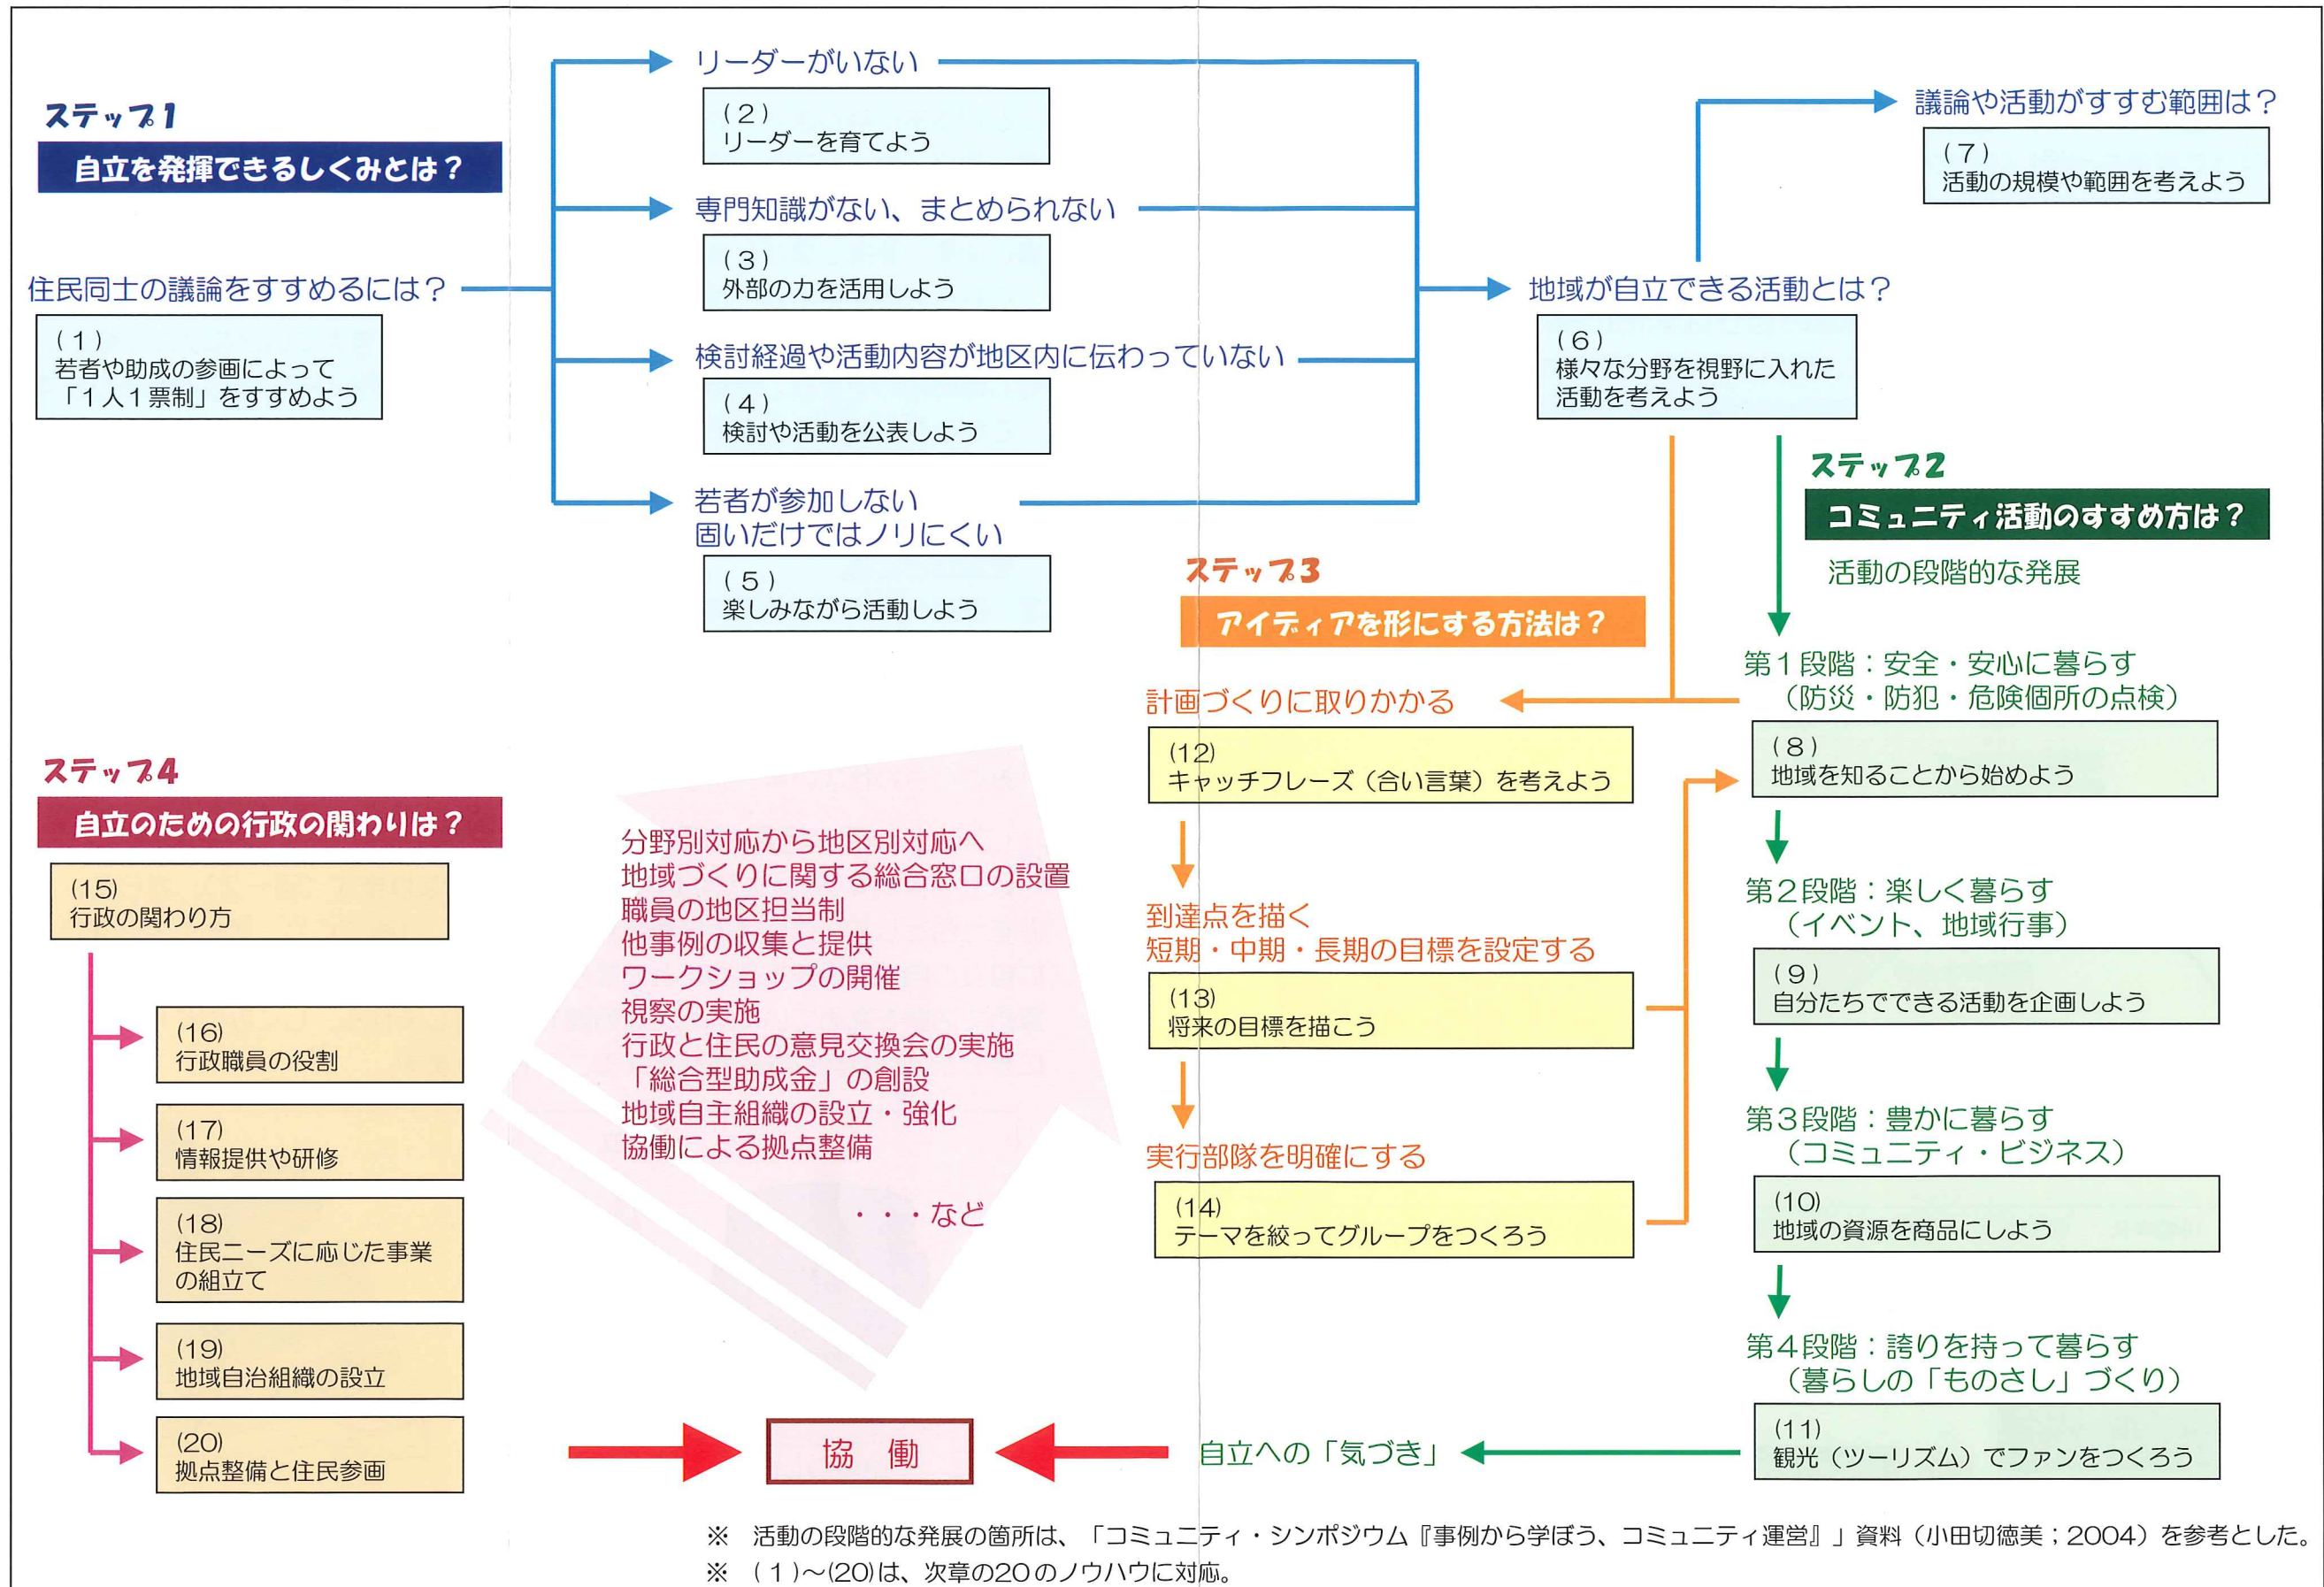 ステップ1
自立を発揮できるしくみとは？
住民同士の議論をすすめるには？
(1)
若者や助成の参画によって
「1人1票制」をすすめよう
リーダーがいない
(2)
リーダーを育てよう
専門知識がない、まとめられない
(3)
外部の力を活用しよう
検討経過や活動内容が地区内に伝わっていない
(4)
検討や活動を公表しよう
若者が参加しない
固いだけではノリにくい
(5)
楽しみながら活動しよう
地域が自立できる活動とは？
(6)
様々な分野を視野に入れた
活動を考えよう
議論や活動がすすむ範囲は？
(7)
活動の規模や範囲を考えよう
ステップ2
コミュニティ活動のすすめ方は？
活動の段階的な発展
第1段階：安全・安心に暮らす
（防災・防犯・危険個所の点検）
(8)
地域を知ることから始めよう
第2段階：楽しく暮らす
（イベント、地域行事）
(9)
自分たちでできる活動を企画しよう
第3段階：豊かに暮らす
（コミュニティ・ビジネス）
(10)
地域の資源を商品にしよう
第4段階：誇りを持って暮らす
（暮らしの「ものさし」づくり）
(11)
観光（ツーリズム）でファンをつくろう
ステップ3
アイディアを形にする方法は？
計画づくりに取りかかる
(12)
キャッチフレーズ（合い言葉）を考えよう
到達点を描く
短期・中期・長期の目標を設定する
(13)
将来の目標を描こう
実行部隊を明確にする
(14)
テーマを絞ってグループをつくろう
ステップ4
自立のための行政の関わりは？
(15)
行政の関わり方
(16)
行政職員の役割
(17)
情報提供や研修
(18)
住民ニーズに応じた事業
の組立て
(19)
地域自治組織の設立
(20)
拠点整備と住民参画
分野別対応から地区別対応へ
地域づくりに関する総合窓口の設置
職員の地区担当制
他事例の収集と提供
ワークショップの開催
視察の実施
行政と住民の意見交換会の実施
「総合型助成金」の創設
地域自主組織の設立・強化
協働による拠点整備
・・・など
協 働
自立への「気づき」
※ 活動の段階的な発展の箇所は、「コミュニティ・シンポジウム『事例から学ぼう、コミュニティ運営』」資料（小田切徳美；2004）を参考とした。
※ (1)～(20)は、次章の20のノウハウに対応。